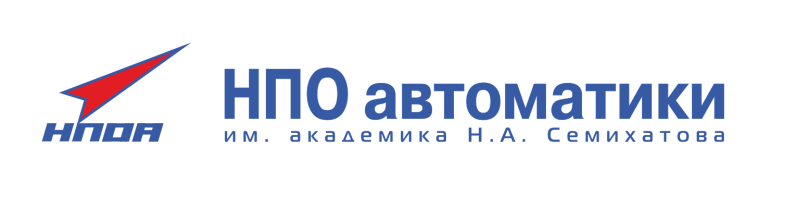 НПОА
НПО автоматики
им. академика Н.А. Семихатова